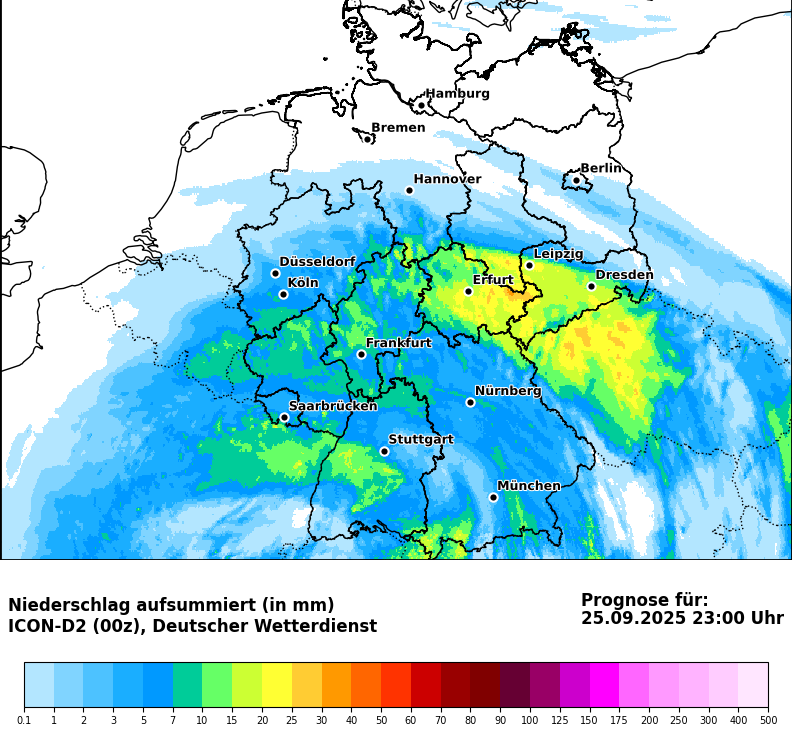 Hamburg
Bremen
Berlin
Hannover
Leipzig
Düsseldorf
Dresden
Köln
Erfurt
Frankfurt
Nürnberg
Saarbrücken
Stuttgart
München
Niederschlag aufsummiert (in mm)
ICON-D2 (00z), Deutscher Wetterdienst
Prognose für:
25.09.2025 23:00 Uhr
0.1 1 2 3 5 7 10 15 20 25 30 40 50 60 70 80 90 100 125 150 175 200 250 300 400 500